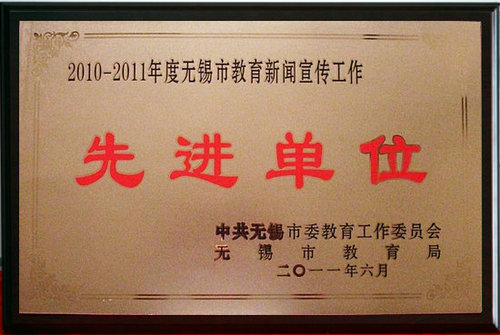 2010-2011年度无锡市教育新闻宣传工作
先进单位
中共无锡市委教育工作委员会
无锡市教育局
二〇一一年六月